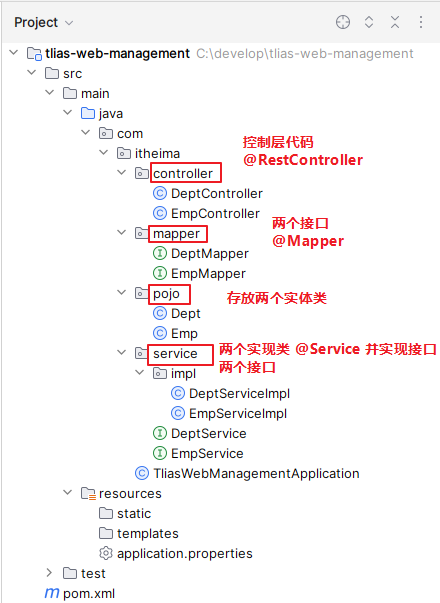 Project
tlias-web-management C:\develop\tlias-web-management
src
main
java
com
itheima
控制层代码
@RestController
controller
DeptController
EmpController
两个接口
@Mapper
mapper
DeptMapper
EmpMapper
pojo
存放两个实体类
Dept
Emp
service
两个实现类 @Service 并实现接口
两个接口
impl
DeptServiceImpl
EmpServiceImpl
DeptService
EmpService
TliasWebManagementApplication
resources
static
templates
application.properties
test
pom.xml